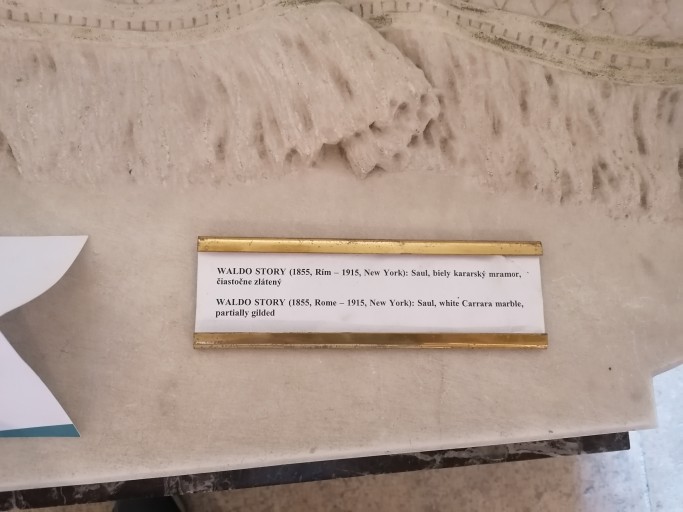 WALDO STORY (1855, Rím – 1915, New York): Saul, biely kararský mramor,
čiastočne zlátený
WALDO STORY (1855, Rome – 1915, New York): Saul, white Carrara marble,
partially gilded